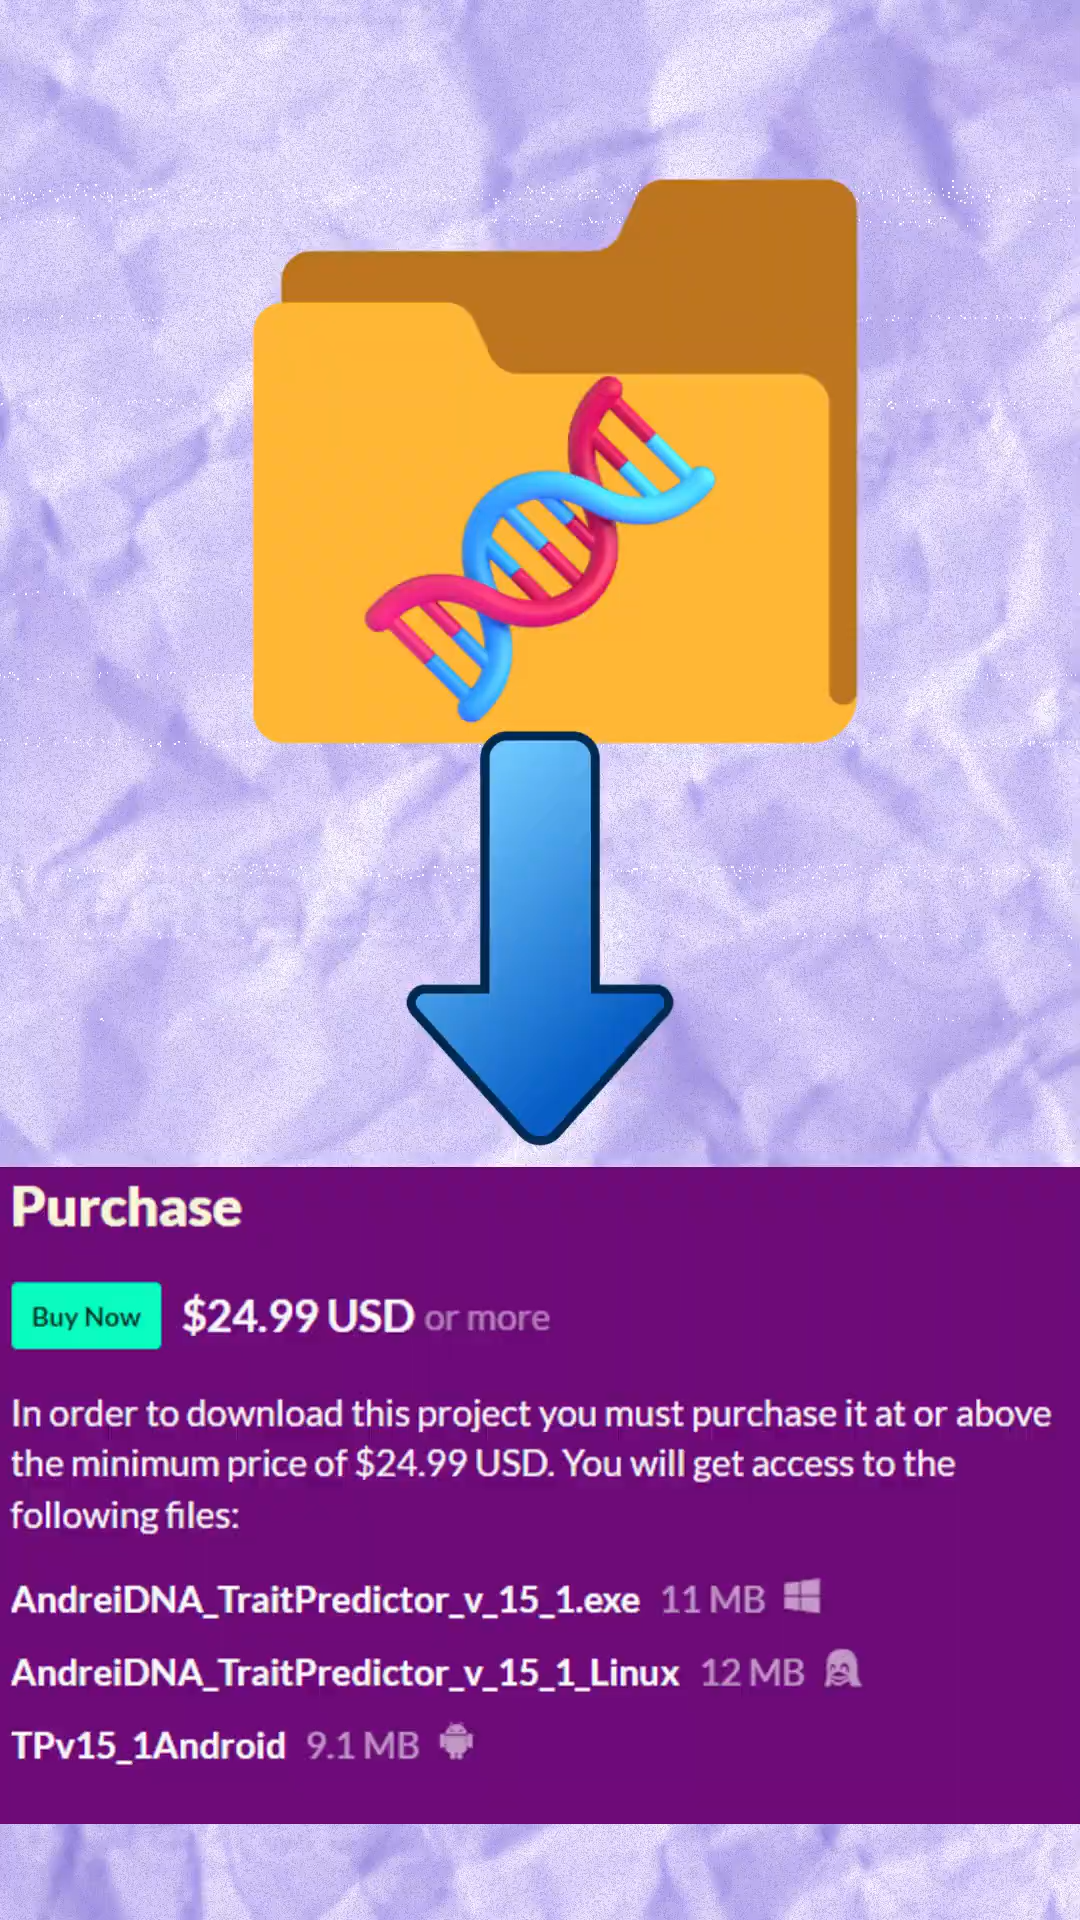 Purchase
Buy Now $24.99 USD or more
In order to download this project you must purchase it at or above
the minimum price of $24.99 USD. You will get access to the
following files:
AndreiDNA_TraitPredictor_v_15_1.exe 11 MB
AndreiDNA_TraitPredictor_v_15_1_Linux 12 MB
TPv15_1Android 9.1 MB